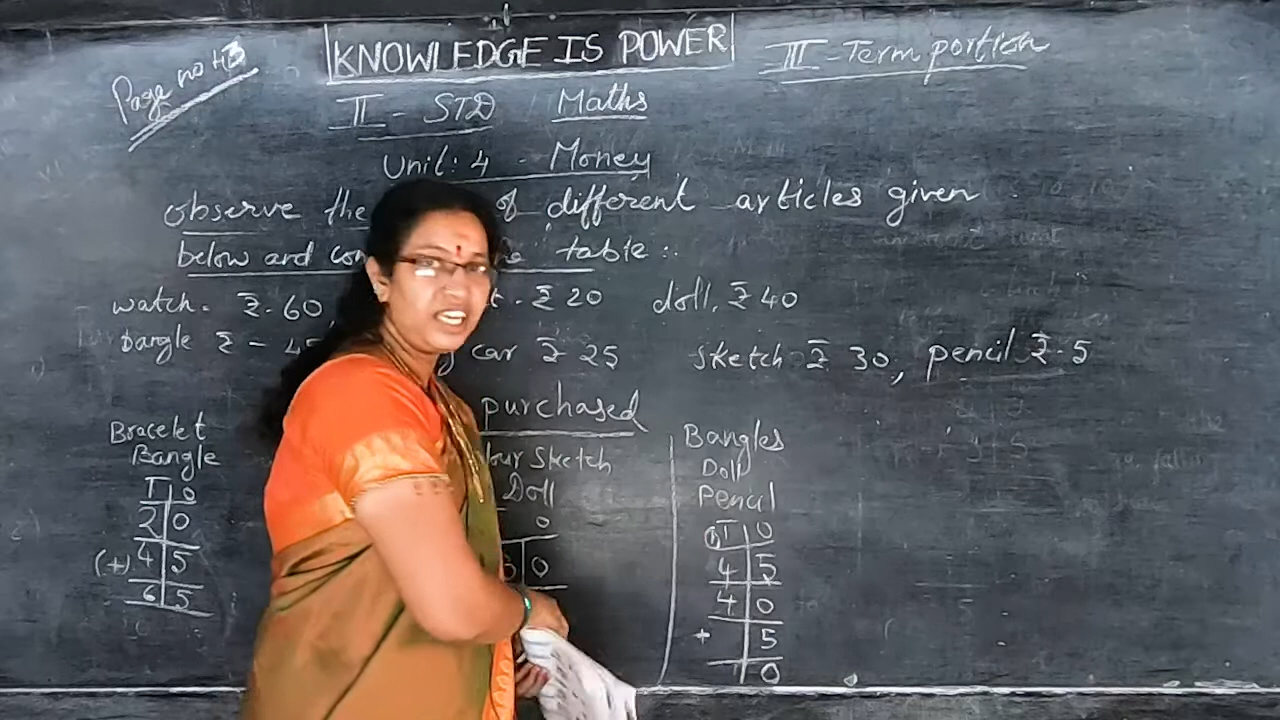 KNOWLEDGE IS POWER
III - Term portion
Page no 43
II - STD Maths
Unit: 4 - Money
observe the of different articles given
below and table :.
watch - ₹. 60, ₹ 20 doll, ₹ 40
bangle ₹ - 45 car ₹ 25 sketch - ₹ 30, pencil ₹ . 5
purchased
Bracelet
Bangle
T O
2 0
(+) 4 5
6 5
Sketch
Doll
0
0
Bangles
Doll
Pencil
T O
4 5
4 0
+ 5
0